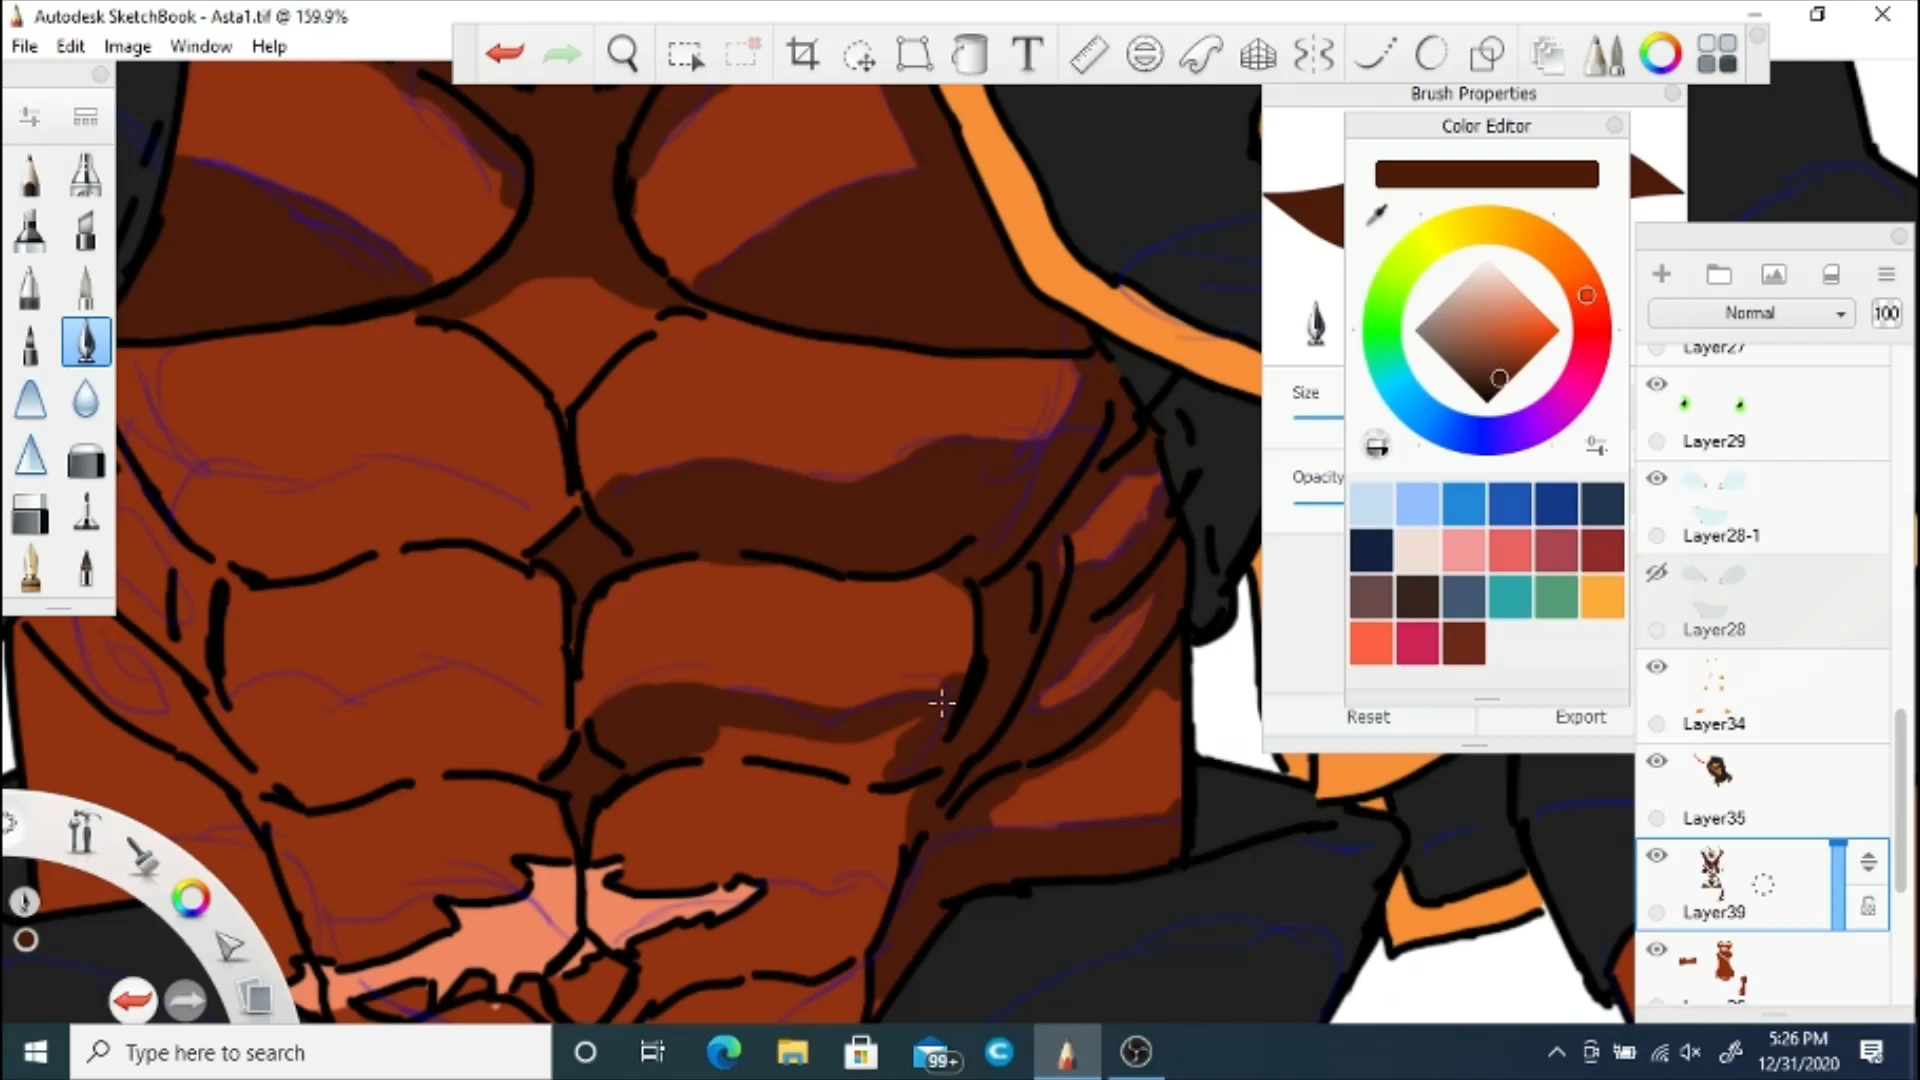 Autodesk SketchBook - Asta1.tif @ 159.9%
File Edit Image Window Help
T
Brush Properties
Color Editor
Size
Opacity
Reset
Export
Normal
100
Layer27
Layer29
Layer28-1
Layer28
Layer34
Layer35
Layer39
Type here to search
99+
5:26 PM
12/31/2020